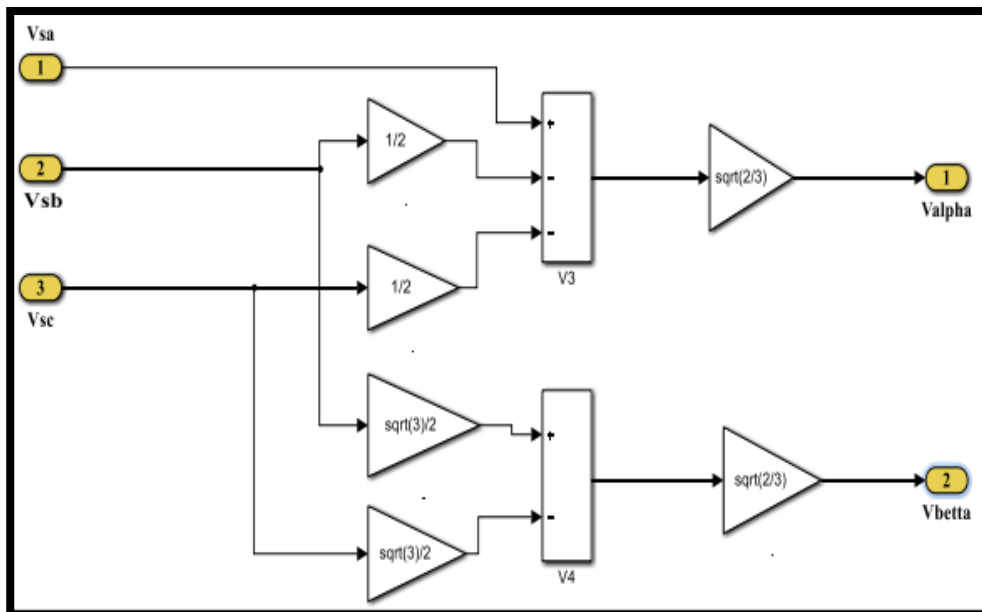 Vsa
1
1/2
+
-
-
2
Vsb
sqrt(2/3)
1
Valpha
3
Vsc
1/2
V3
sqrt(3)/2
+
-
sqrt(2/3)
2
Vbetta
sqrt(3)/2
V4